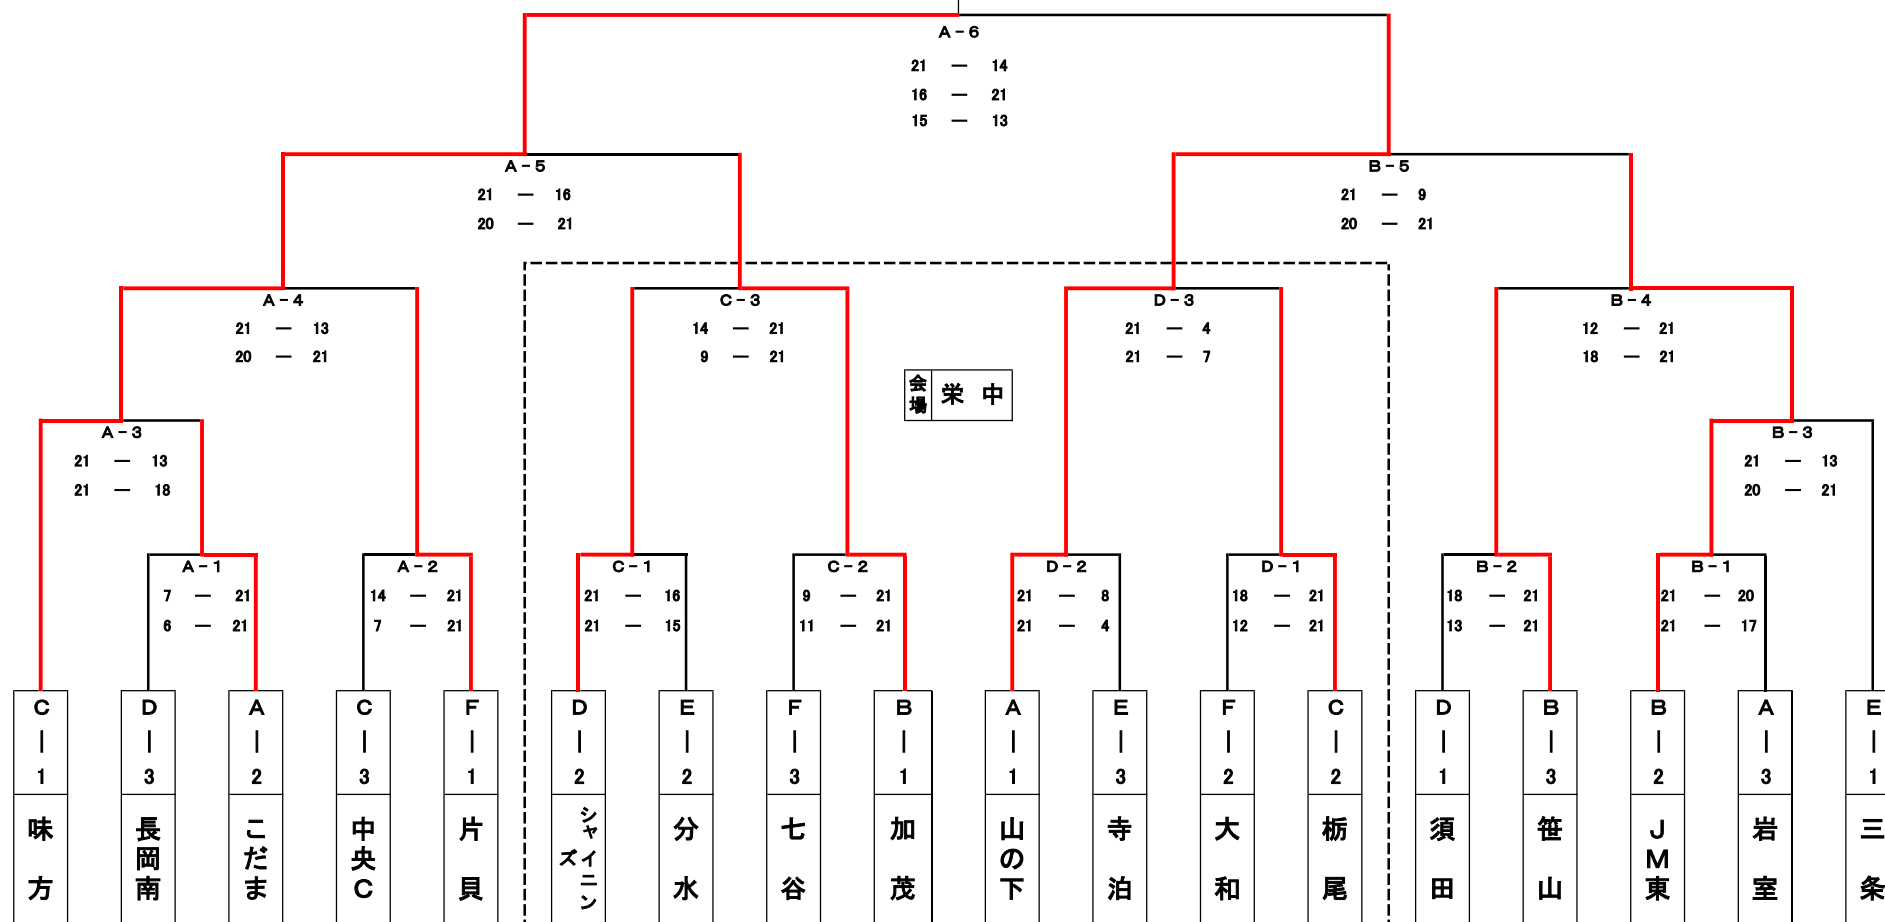 A-6
21 — 14
16 — 21
15 — 13
A-5
21 — 16
20 — 21
B-5
21 — 9
20 — 21
A-4
21 — 13
20 — 21
C-3
14 — 21
9 — 21
D-3
21 — 4
21 — 7
B-4
12 — 21
18 — 21
会場 栄中
A-3
21 — 13
21 — 18
B-3
21 — 13
20 — 21
A-1
7 — 21
6 — 21
A-2
14 — 21
7 — 21
C-1
21 — 16
21 — 15
C-2
9 — 21
11 — 21
D-2
21 — 8
21 — 4
D-1
18 — 21
12 — 21
B-2
18 — 21
13 — 21
B-1
21 — 20
21 — 17
C—1
味方
D—3
長岡南
A—2
こだま
C—3
中央C
F—1
片貝
D—2
シャイニンズ
E—2
分水
F—3
七谷
B—1
加茂
A—1
山の下
E—3
寺泊
F—2
大和
C—2
栃尾
D—1
須田
B—3
笹山
B—2
JM東
A—3
岩室
E—1
三条